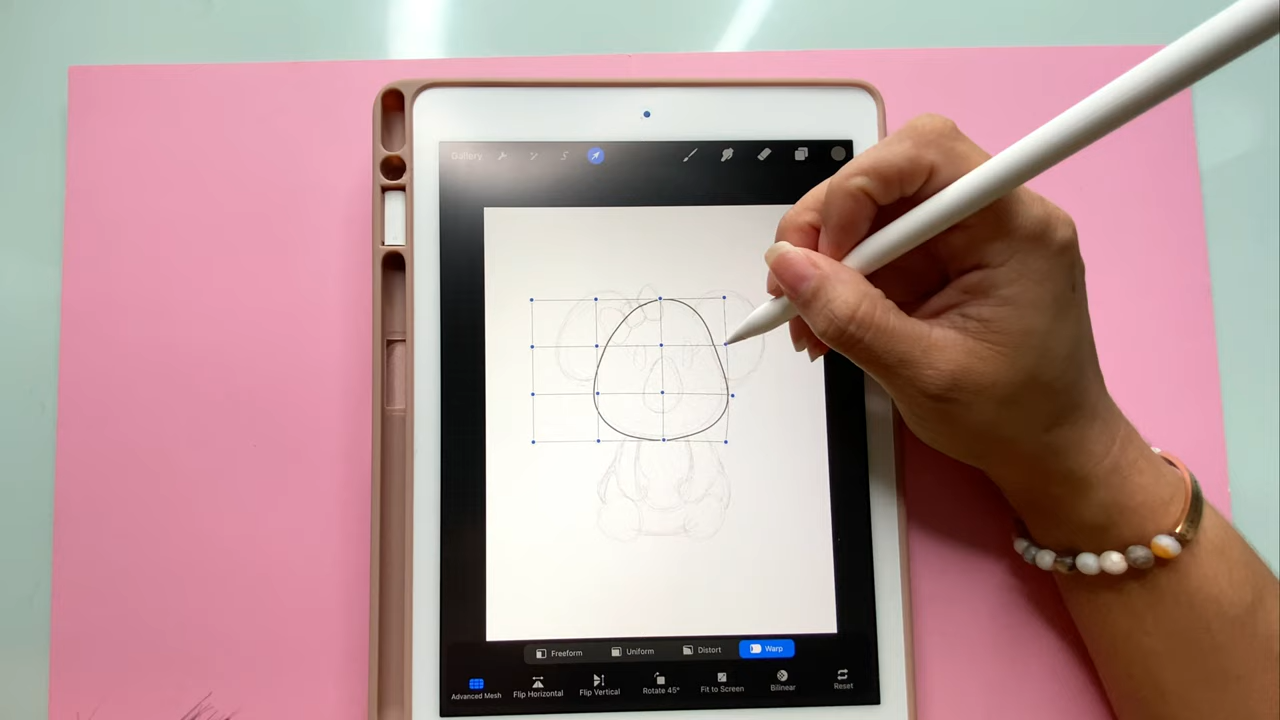 Gallery
Freeform Uniform Distort Warp
Advanced Mesh Flip Horizontal Flip Vertical Rotate 45° Fit to Screen Bilinear Reset